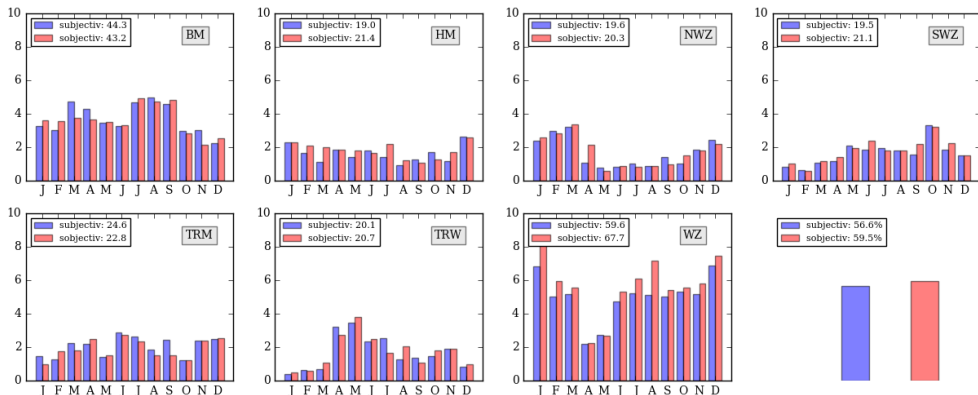 10
8
6
4
2
0
subjectiv: 44.3
sobjectiv: 43.2
BM
J F M A M J J A S O N D
10
8
6
4
2
0
subjectiv: 19.0
sobjectiv: 21.4
HM
J F M A M J J A S O N D
10
8
6
4
2
0
subjectiv: 19.6
sobjectiv: 20.3
NWZ
J F M A M J J A S O N D
10
8
6
4
2
0
subjectiv: 19.5
sobjectiv: 21.1
SWZ
J F M A M J J A S O N D
10
8
6
4
2
0
subjectiv: 24.6
sobjectiv: 22.8
TRM
J F M A M J J A S O N D
10
8
6
4
2
0
subjectiv: 20.1
sobjectiv: 20.7
TRW
J F M A M J J A S O N D
10
8
6
4
2
0
subjectiv: 59.6
sobjectiv: 67.7
WZ
J F M A M J J A S O N D
subjectiv: 56.6%
sobjectiv: 59.5%